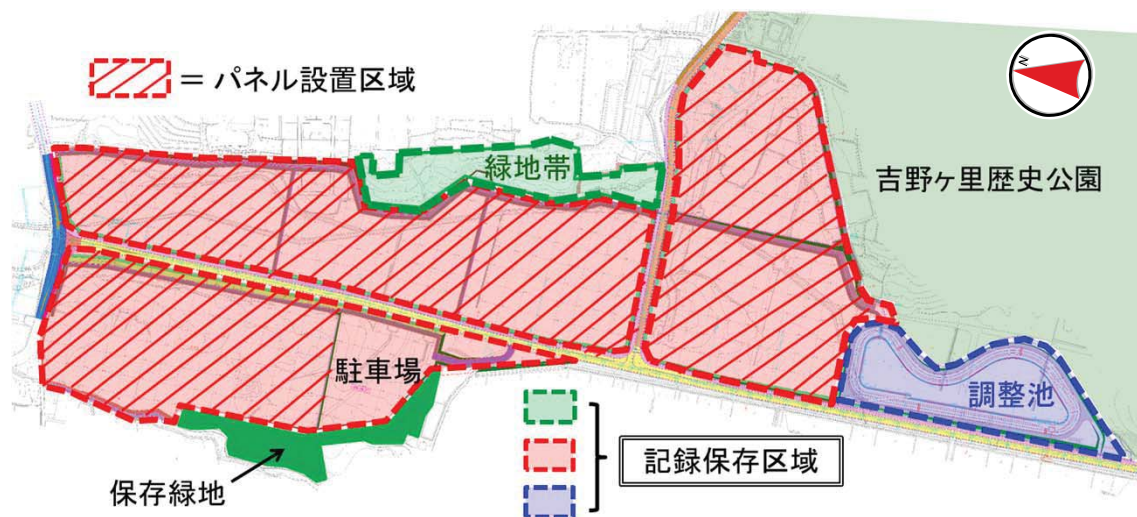 N
= パネル設置区域
緑地帯
吉野ヶ里歴史公園
駐車場
調整池
記録保存区域
保存緑地